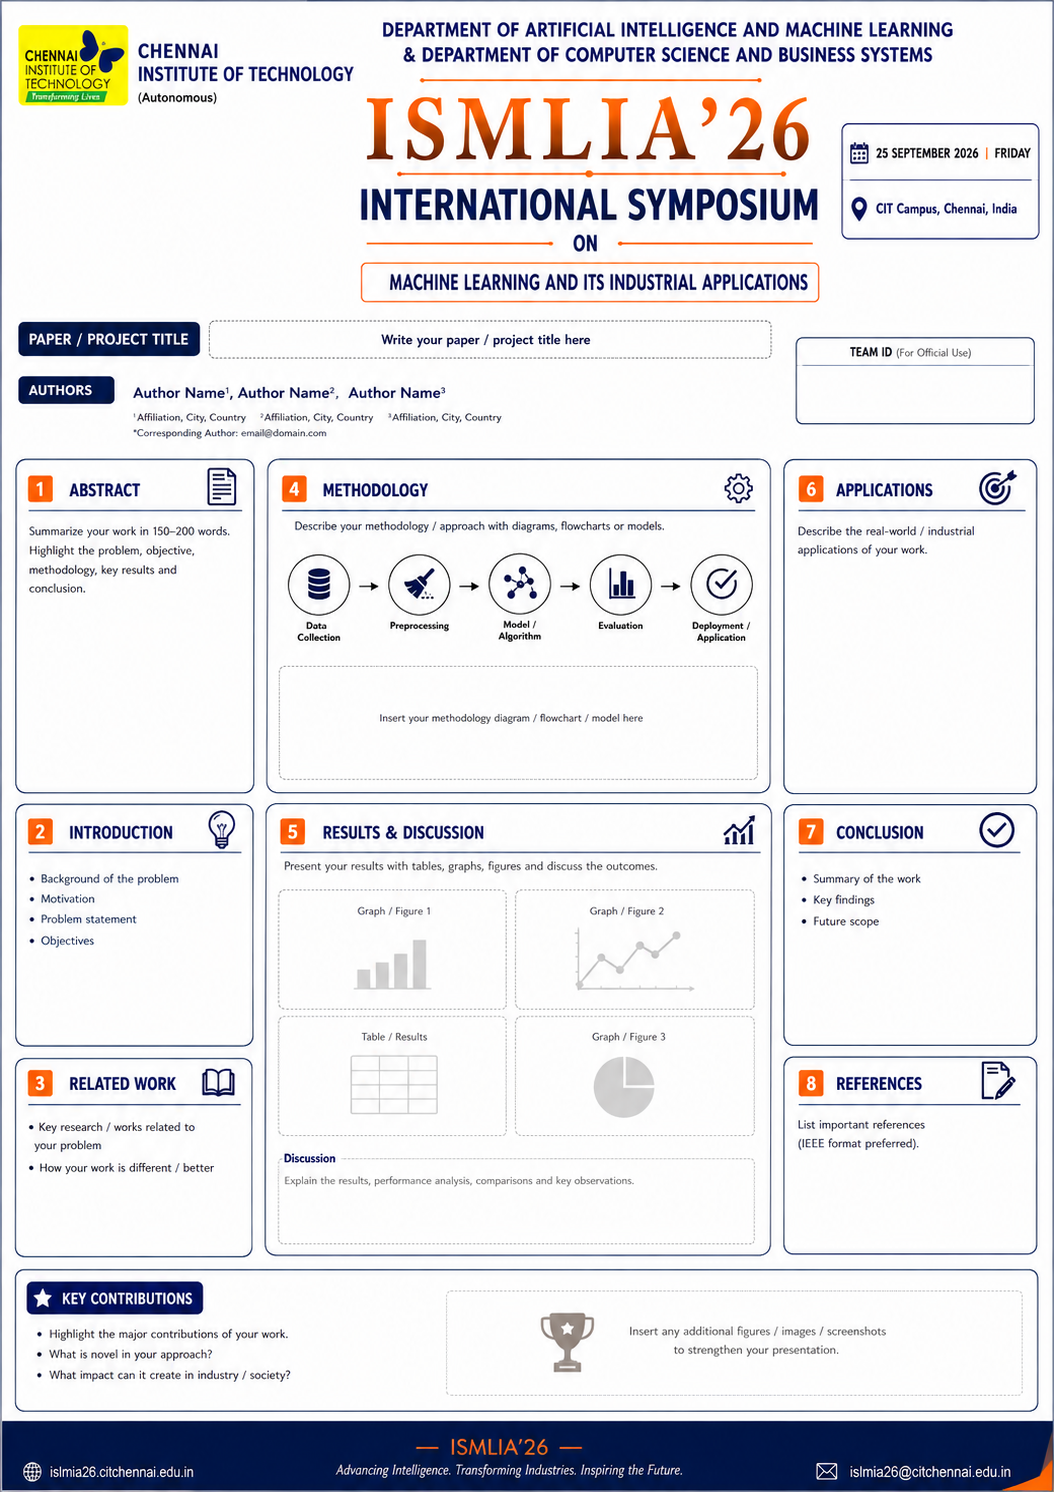 CHENNAI
INSTITUTE OF
TECHNOLOGY
Transforming Lives
CHENNAI
INSTITUTE OF TECHNOLOGY
(Autonomous)
DEPARTMENT OF ARTIFICIAL INTELLIGENCE AND MACHINE LEARNING
& DEPARTMENT OF COMPUTER SCIENCE AND BUSINESS SYSTEMS
ISMLIA’26
INTERNATIONAL SYMPOSIUM
ON
MACHINE LEARNING AND ITS INDUSTRIAL APPLICATIONS
25 SEPTEMBER 2026 | FRIDAY
CIT Campus, Chennai, India
PAPER / PROJECT TITLE
Write your paper / project title here
TEAM ID (For Official Use)
AUTHORS
Author Name¹, Author Name², Author Name³
¹Affiliation, City, Country ²Affiliation, City, Country ³Affiliation, City, Country
*Corresponding Author: email@domain.com
1 ABSTRACT
Summarize your work in 150–200 words.
Highlight the problem, objective,
methodology, key results and
conclusion.
2 INTRODUCTION
• Background of the problem
• Motivation
• Problem statement
• Objectives
3 RELATED WORK
• Key research / works related to
your problem
• How your work is different / better
4 METHODOLOGY
Describe your methodology / approach with diagrams, flowcharts or models.
Data
Collection
Preprocessing
Model /
Algorithm
Evaluation
Deployment /
Application
Insert your methodology diagram / flowchart / model here
5 RESULTS & DISCUSSION
Present your results with tables, graphs, figures and discuss the outcomes.
Graph / Figure 1
Graph / Figure 2
Table / Results
Graph / Figure 3
Discussion
Explain the results, performance analysis, comparisons and key observations.
6 APPLICATIONS
Describe the real-world / industrial
applications of your work.
7 CONCLUSION
• Summary of the work
• Key findings
• Future scope
8 REFERENCES
List important references
(IEEE format preferred).
KEY CONTRIBUTIONS
• Highlight the major contributions of your work.
• What is novel in your approach?
• What impact can it create in industry / society?
Insert any additional figures / images / screenshots
to strengthen your presentation.
— ISMLIA’26 —
Advancing Intelligence. Transforming Industries. Inspiring the Future.
islmia26.citchennai.edu.in
islmia26@citchennai.edu.in